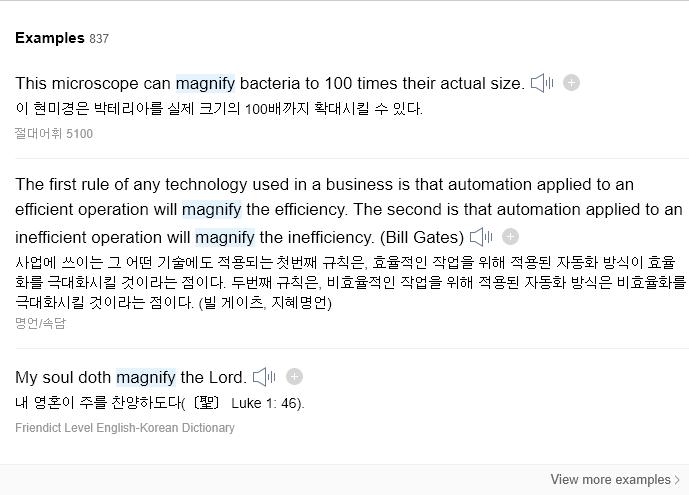 Examples 837
This microscope can magnify bacteria to 100 times their actual size.
이 현미경은 박테리아를 실제 크기의 100배까지 확대시킬 수 있다.
절대어휘 5100
The first rule of any technology used in a business is that automation applied to an
efficient operation will magnify the efficiency. The second is that automation applied to an
inefficient operation will magnify the inefficiency. (Bill Gates)
사업에 쓰이는 그 어떤 기술에도 적용되는 첫번째 규칙은, 효율적인 작업을 위해 적용된 자동화 방식이 효율
화를 극대화시킬 것이라는 점이다. 두번째 규칙은, 비효율적인 작업을 위해 적용된 자동화 방식은 비효율화를
극대화시킬 것이라는 점이다. (빌 게이츠, 지혜명언)
명언/속담
My soul doth magnify the Lord.
내 영혼이 주를 찬양하도다(〔聖〕 Luke 1: 46).
Friendict Level English-Korean Dictionary
View more examples